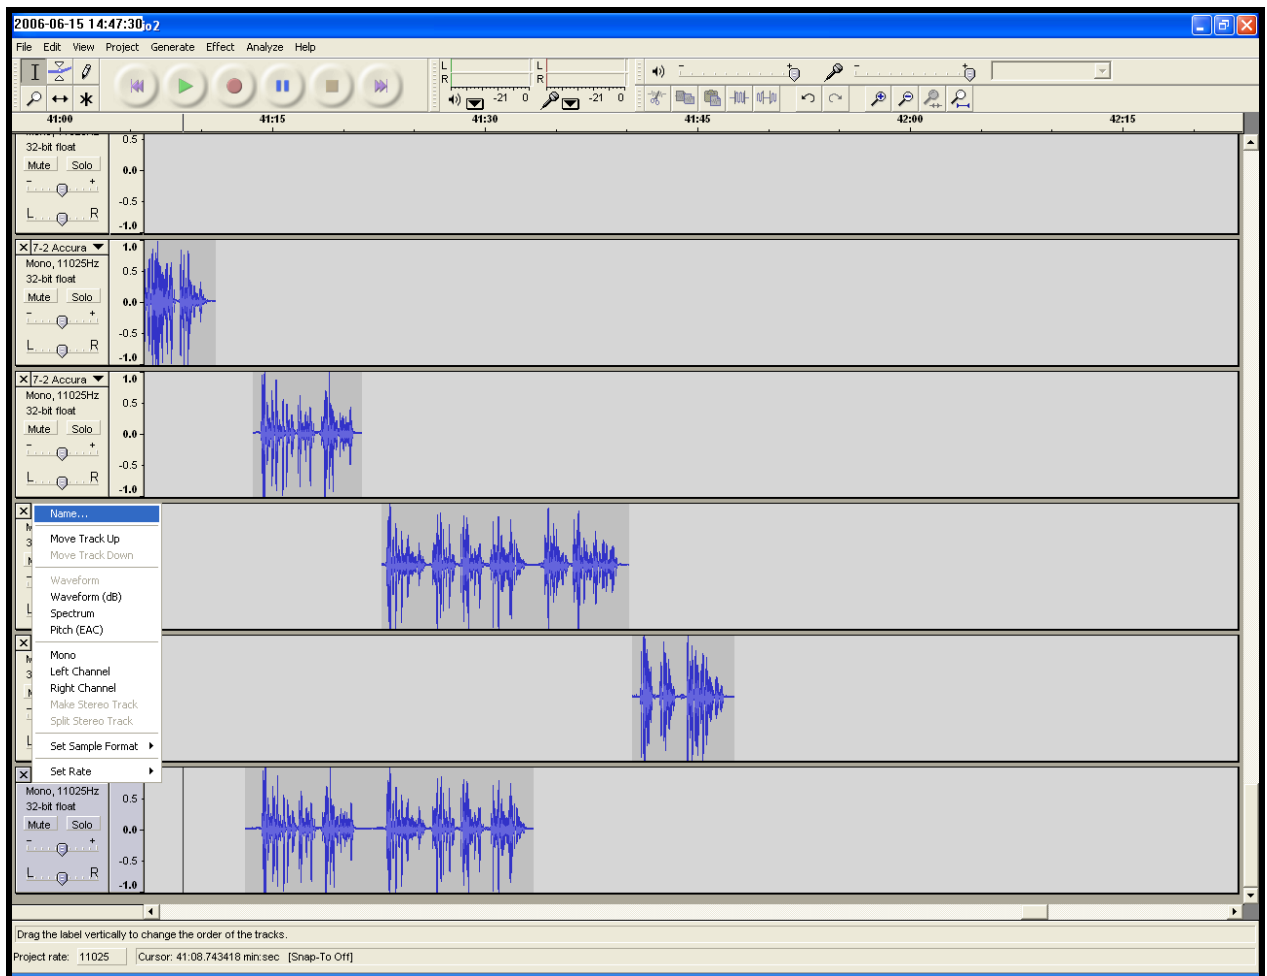 2006-06-15 14:47:30io2
File Edit View Project Generate Effect Analyze Help
L
R
-21 0
L
R
-21 0
41:00 41:15 41:30 41:45 42:00 42:15
32-bit float
Mute Solo
- +
L R
0.5
0.0
-0.5
-1.0
7-2 Accura
Mono, 11025Hz
32-bit float
Mute Solo
- +
L R
1.0
0.5
0.0
-0.5
-1.0
7-2 Accura
Mono, 11025Hz
32-bit float
Mute Solo
- +
L R
1.0
0.5
0.0
-0.5
-1.0
Name...
Move Track Up
Move Track Down
Waveform
Waveform (dB)
Spectrum
Pitch (EAC)
Mono
Left Channel
Right Channel
Make Stereo Track
Split Stereo Track
Set Sample Format
Set Rate
Mono, 11025Hz
32-bit float
Mute Solo
- +
L R
0.5
0.0
-0.5
-1.0
Drag the label vertically to change the order of the tracks.
Project rate: 11025 Cursor: 41:08.743418 min:sec [Snap-To Off]